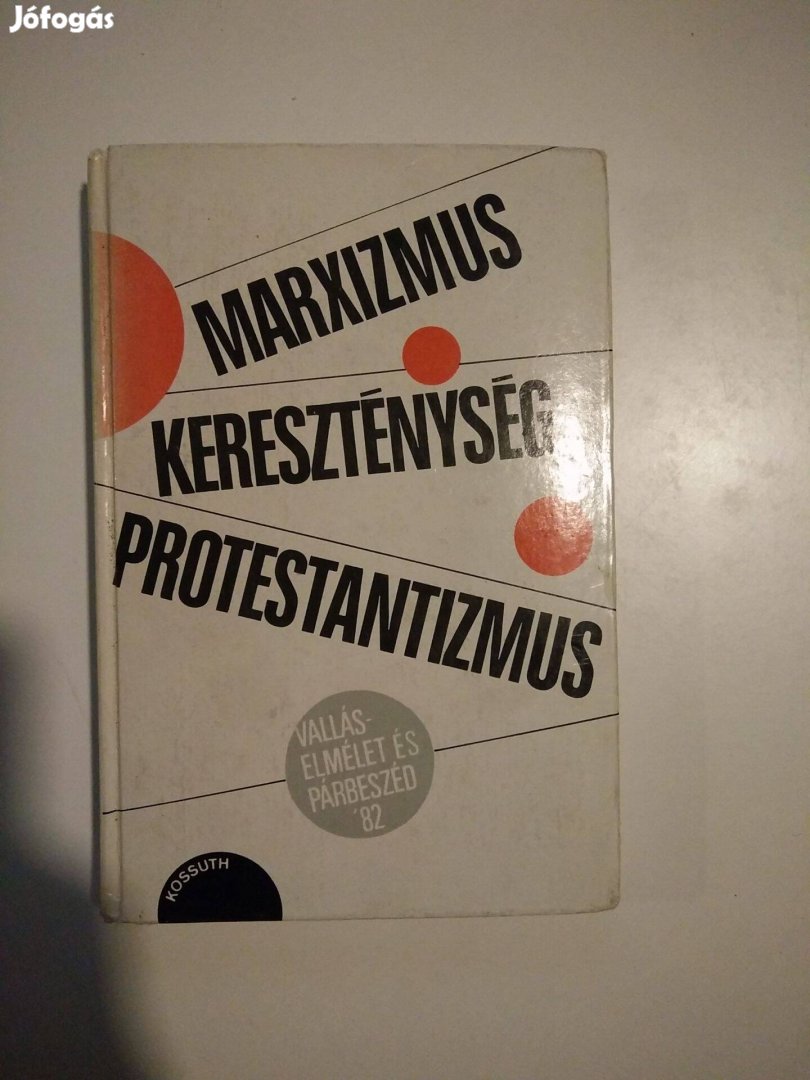 Jófogás
MARXIZMUS
KERESZTÉNYSÉG
PROTESTANTIZMUS
VALLÁS-
ELMÉLET ÉS
PÁRBESZÉD
'82
KOSSUTH